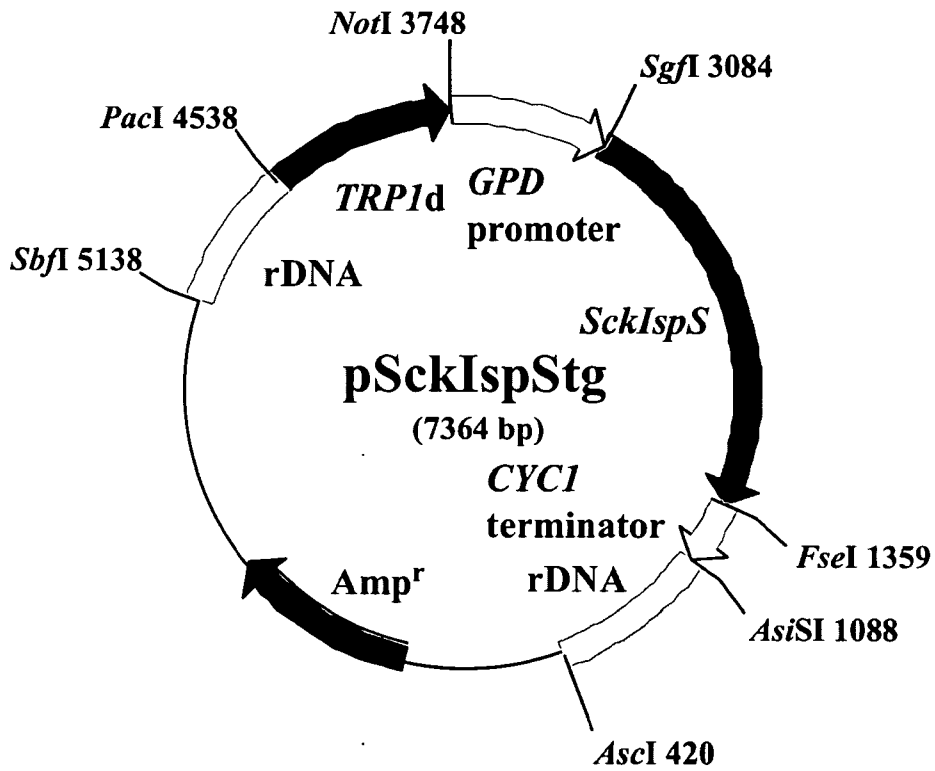 NotI 3748
SgfI 3084
PacI 4538
TRP1d
GPD
promoter
SbfI 5138
rDNA
SckIspS
pSckIspStg
(7364 bp)
CYC1
terminator
FseI 1359
rDNA
Ampr
AsiSI 1088
AscI 420